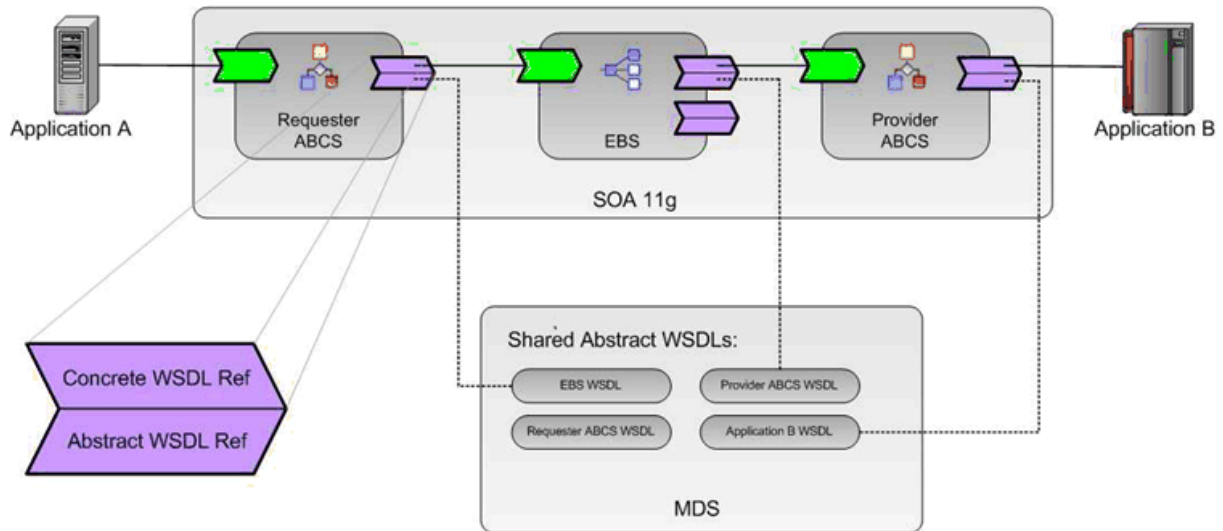 Application A
Requester
ABCS
EBS
Provider
ABCS
Application B
SOA 11g
Concrete WSDL Ref
Abstract WSDL Ref
Shared Abstract WSDLs:
EBS WSDL
Provider ABCS WSDL
Requester ABCS WSDL
Application B WSDL
MDS